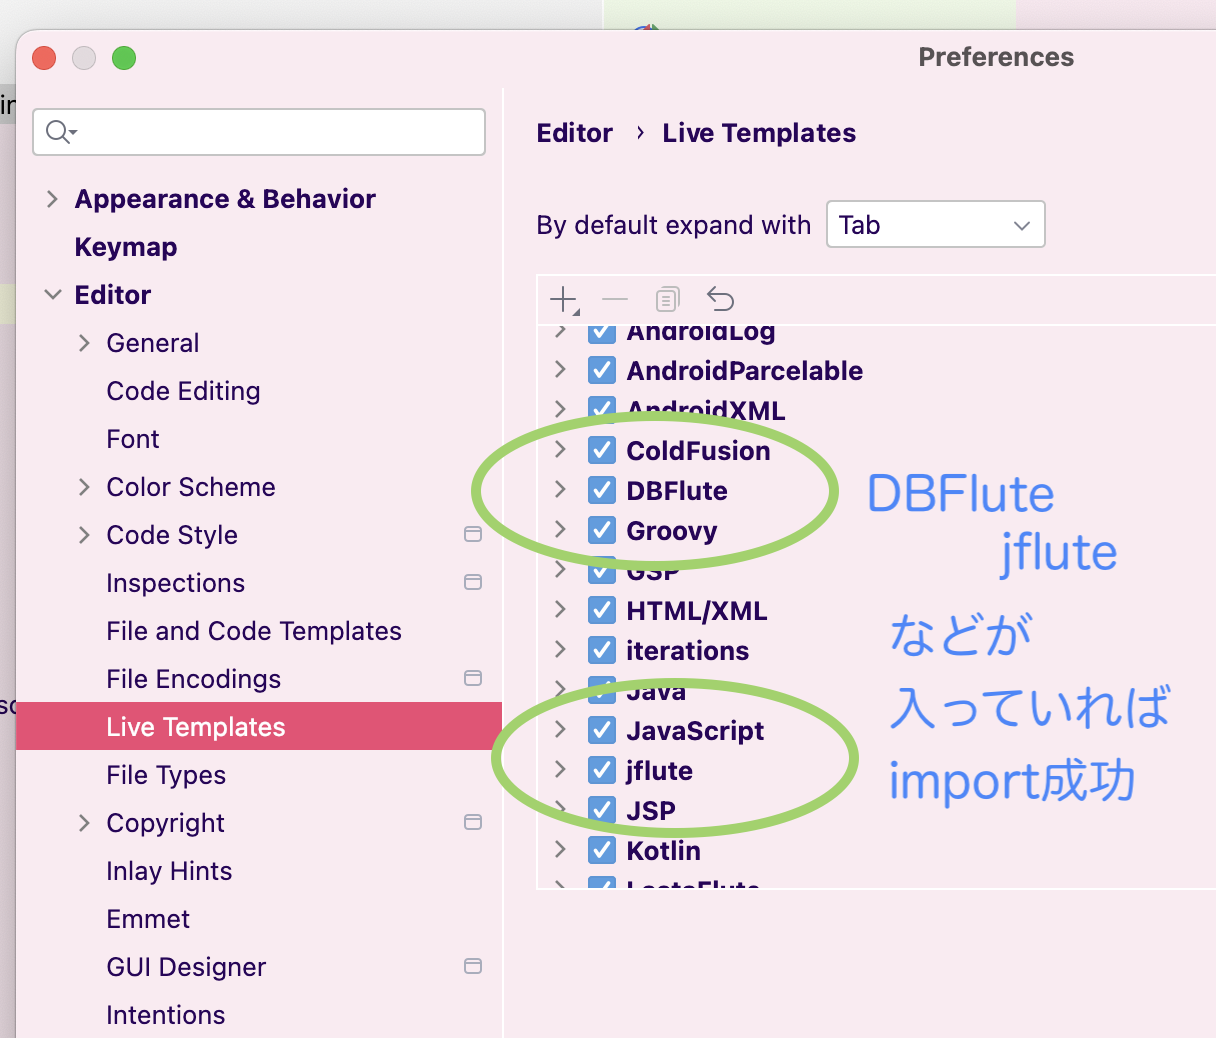 Preferences
in
Editor › Live Templates
Appearance & Behavior
By default expand with Tab
Keymap
Editor
General
Code Editing
Font
Color Scheme
Code Style
Inspections
File and Code Templates
File Encodings
Live Templates
File Types
Copyright
Inlay Hints
Emmet
GUI Designer
Intentions
AndroidLog
AndroidParcelable
AndroidXML
ColdFusion
DBFlute
Groovy
GSP
HTML/XML
iterations
Java
JavaScript
jflute
JSP
Kotlin
LastaFlute
DBFlute
jflute
などが
入っていれば
import成功